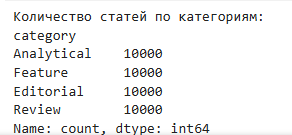 Количество статей по категориям:
category
Analytical    10000
Feature       10000
Editorial     10000
Review        10000
Name: count, dtype: int64